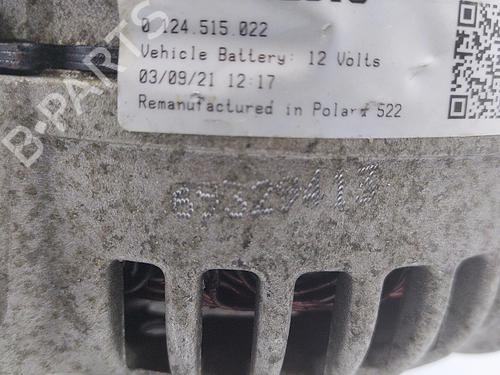 0 124.515.022
Vehicle Battery: 12 Volts
03/09/21 12:17
Remanufactured in Poland 522
B-PARTS